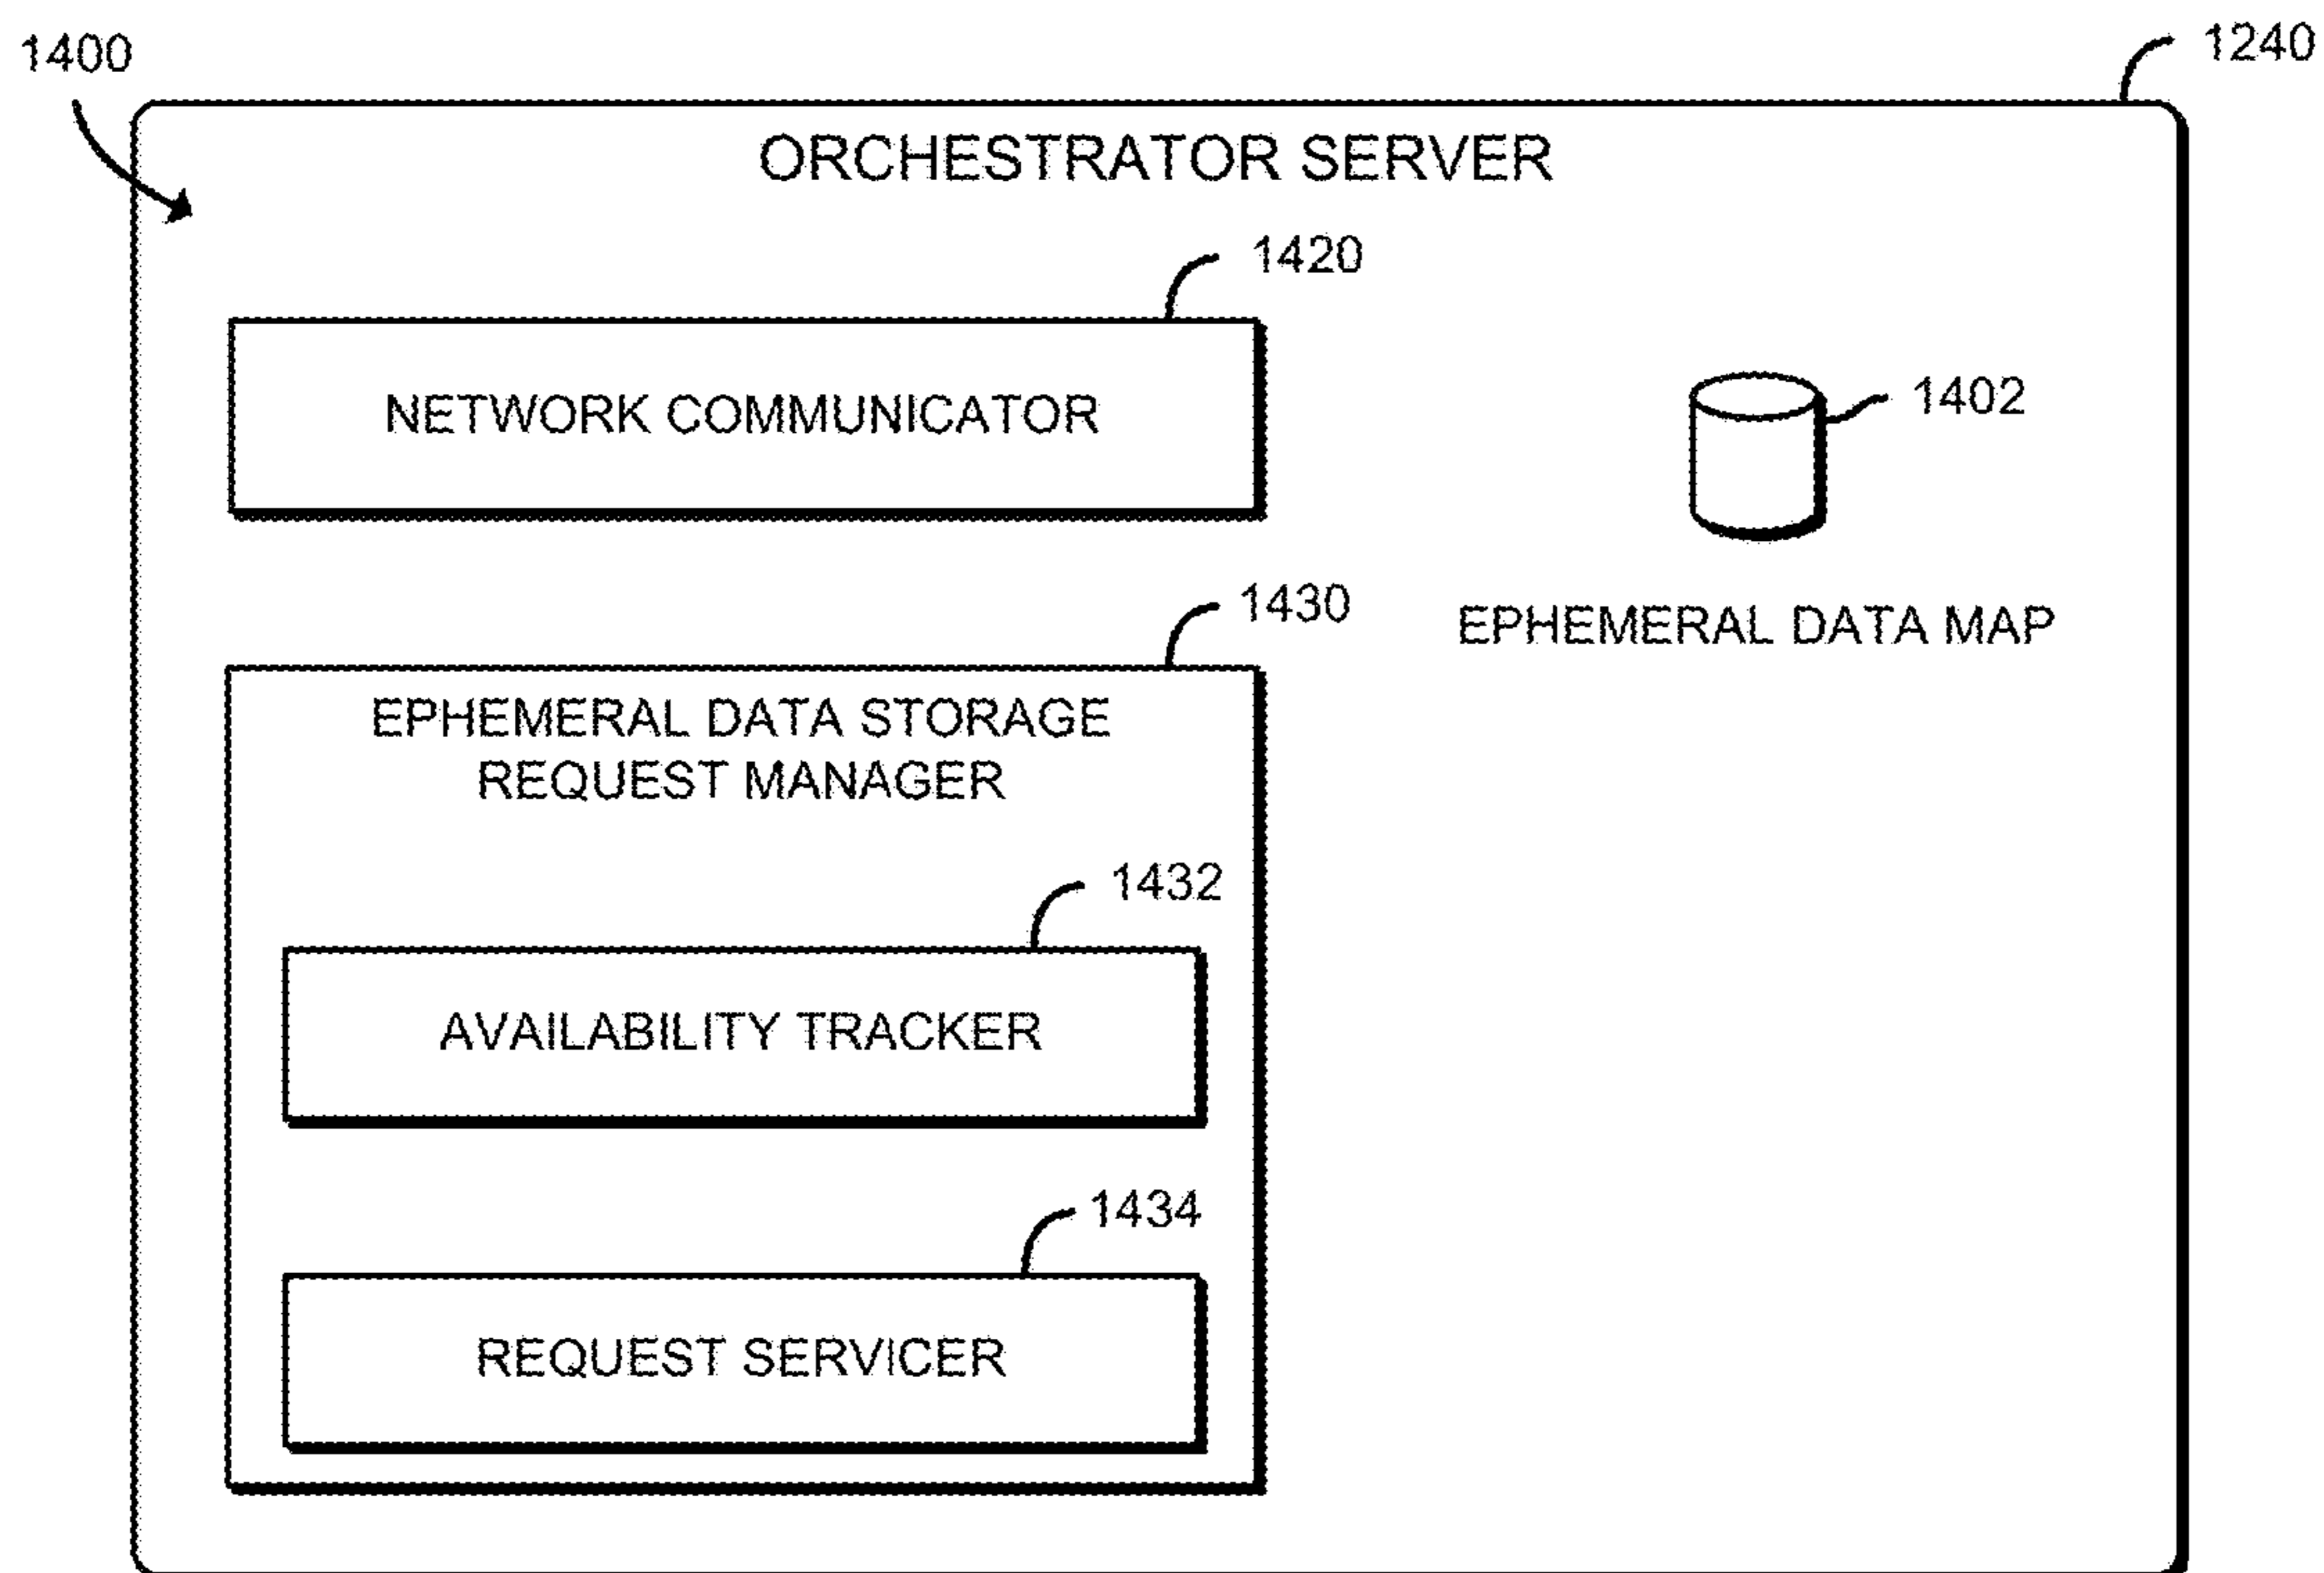 1400
1240
ORCHESTRATOR SERVER
1420
NETWORK COMMUNICATOR
1402
EPHEMERAL DATA MAP
1430
EPHEMERAL DATA STORAGE
REQUEST MANAGER
1432
AVAILABILITY TRACKER
1434
REQUEST SERVICER